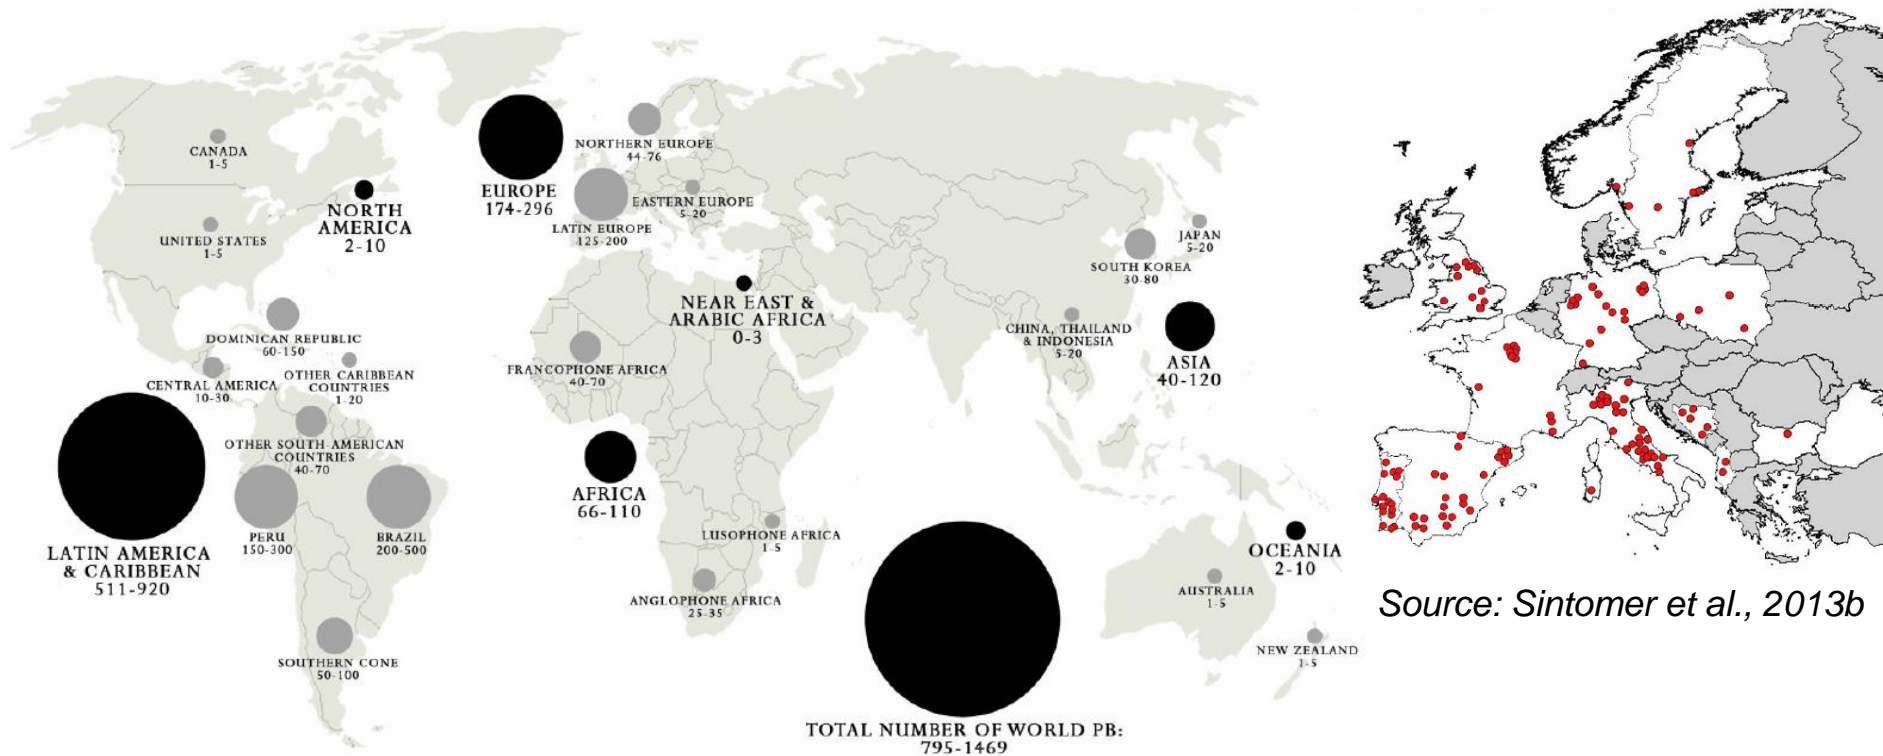 CANADA
1-5
NORTH
AMERICA
2-10
UNITED STATES
1-5
DOMINICAN REPUBLIC
60-150
CENTRAL AMERICA
10-30
OTHER CARIBBEAN
COUNTRIES
1-20
LATIN AMERICA
& CARIBBEAN
511-920
OTHER SOUTH-AMERICAN
COUNTRIES
40-70
PERU
150-300
BRAZIL
200-500
SOUTHERN CONE
50-100
EUROPE
174-296
NORTHERN EUROPE
44-76
EASTERN EUROPE
5-20
LATIN EUROPE
125-200
NEAR EAST &
ARABIC AFRICA
0-3
FRANCOPHONE AFRICA
40-70
AFRICA
66-110
LUSOPHONE AFRICA
1-5
ANGLOPHONE AFRICA
25-35
JAPAN
5-20
SOUTH KOREA
30-80
CHINA, THAILAND
& INDONESIA
5-20
ASIA
40-120
OCEANIA
2-10
AUSTRALIA
1-5
NEW ZEALAND
1-5
TOTAL NUMBER OF WORLD PB:
795-1469
Source: Sintomer et al., 2013b